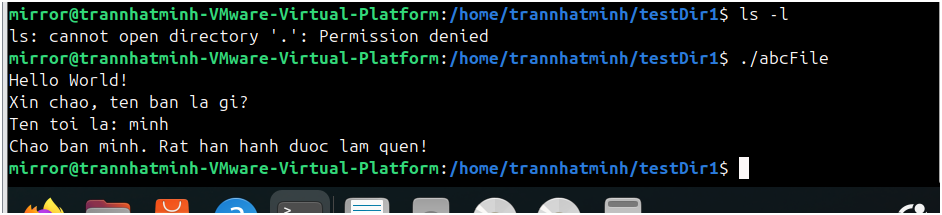 mirror@trannhatminh-VMware-Virtual-Platform:/home/trannhatminh/testDir1$ ls -l
ls: cannot open directory '.': Permission denied
mirror@trannhatminh-VMware-Virtual-Platform:/home/trannhatminh/testDir1$ ./abcFile
Hello World!
Xin chao, ten ban la gi?
Ten toi la: minh
Chao ban minh. Rat han hanh duoc lam quen!
mirror@trannhatminh-VMware-Virtual-Platform:/home/trannhatminh/testDir1$